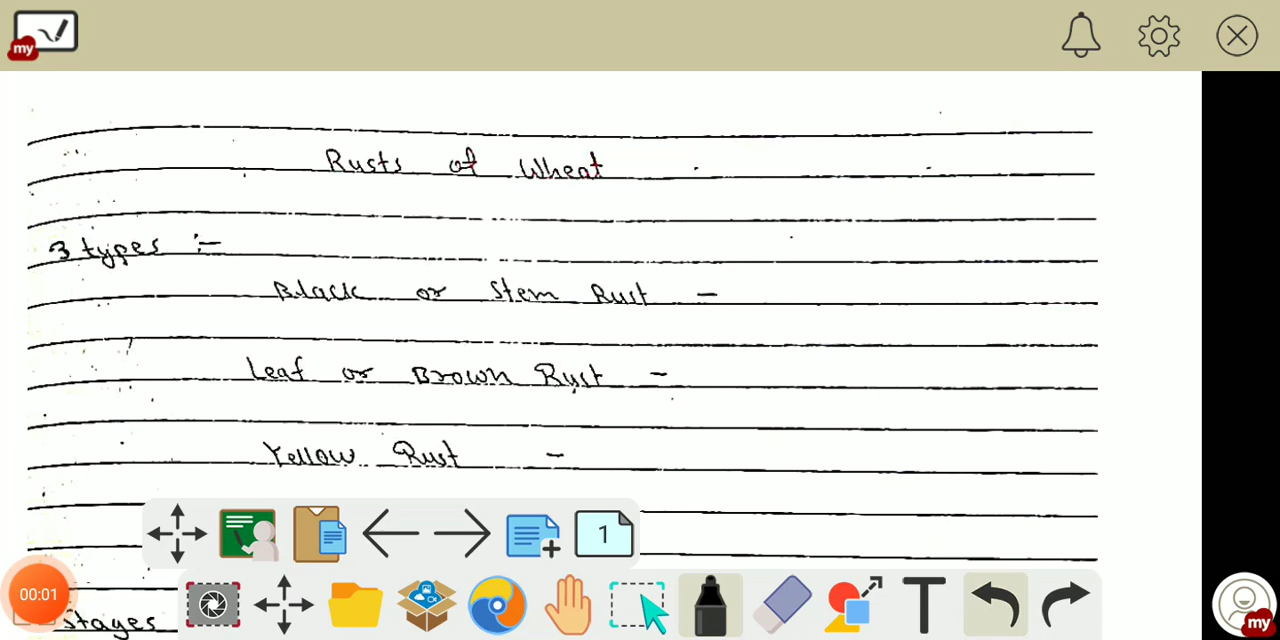 my
Rusts of Wheat
3 types :-
Black or Stem Rust -
Leaf or Brown Rust -
Yellow Rust -
1
00:01
T
Stages
my